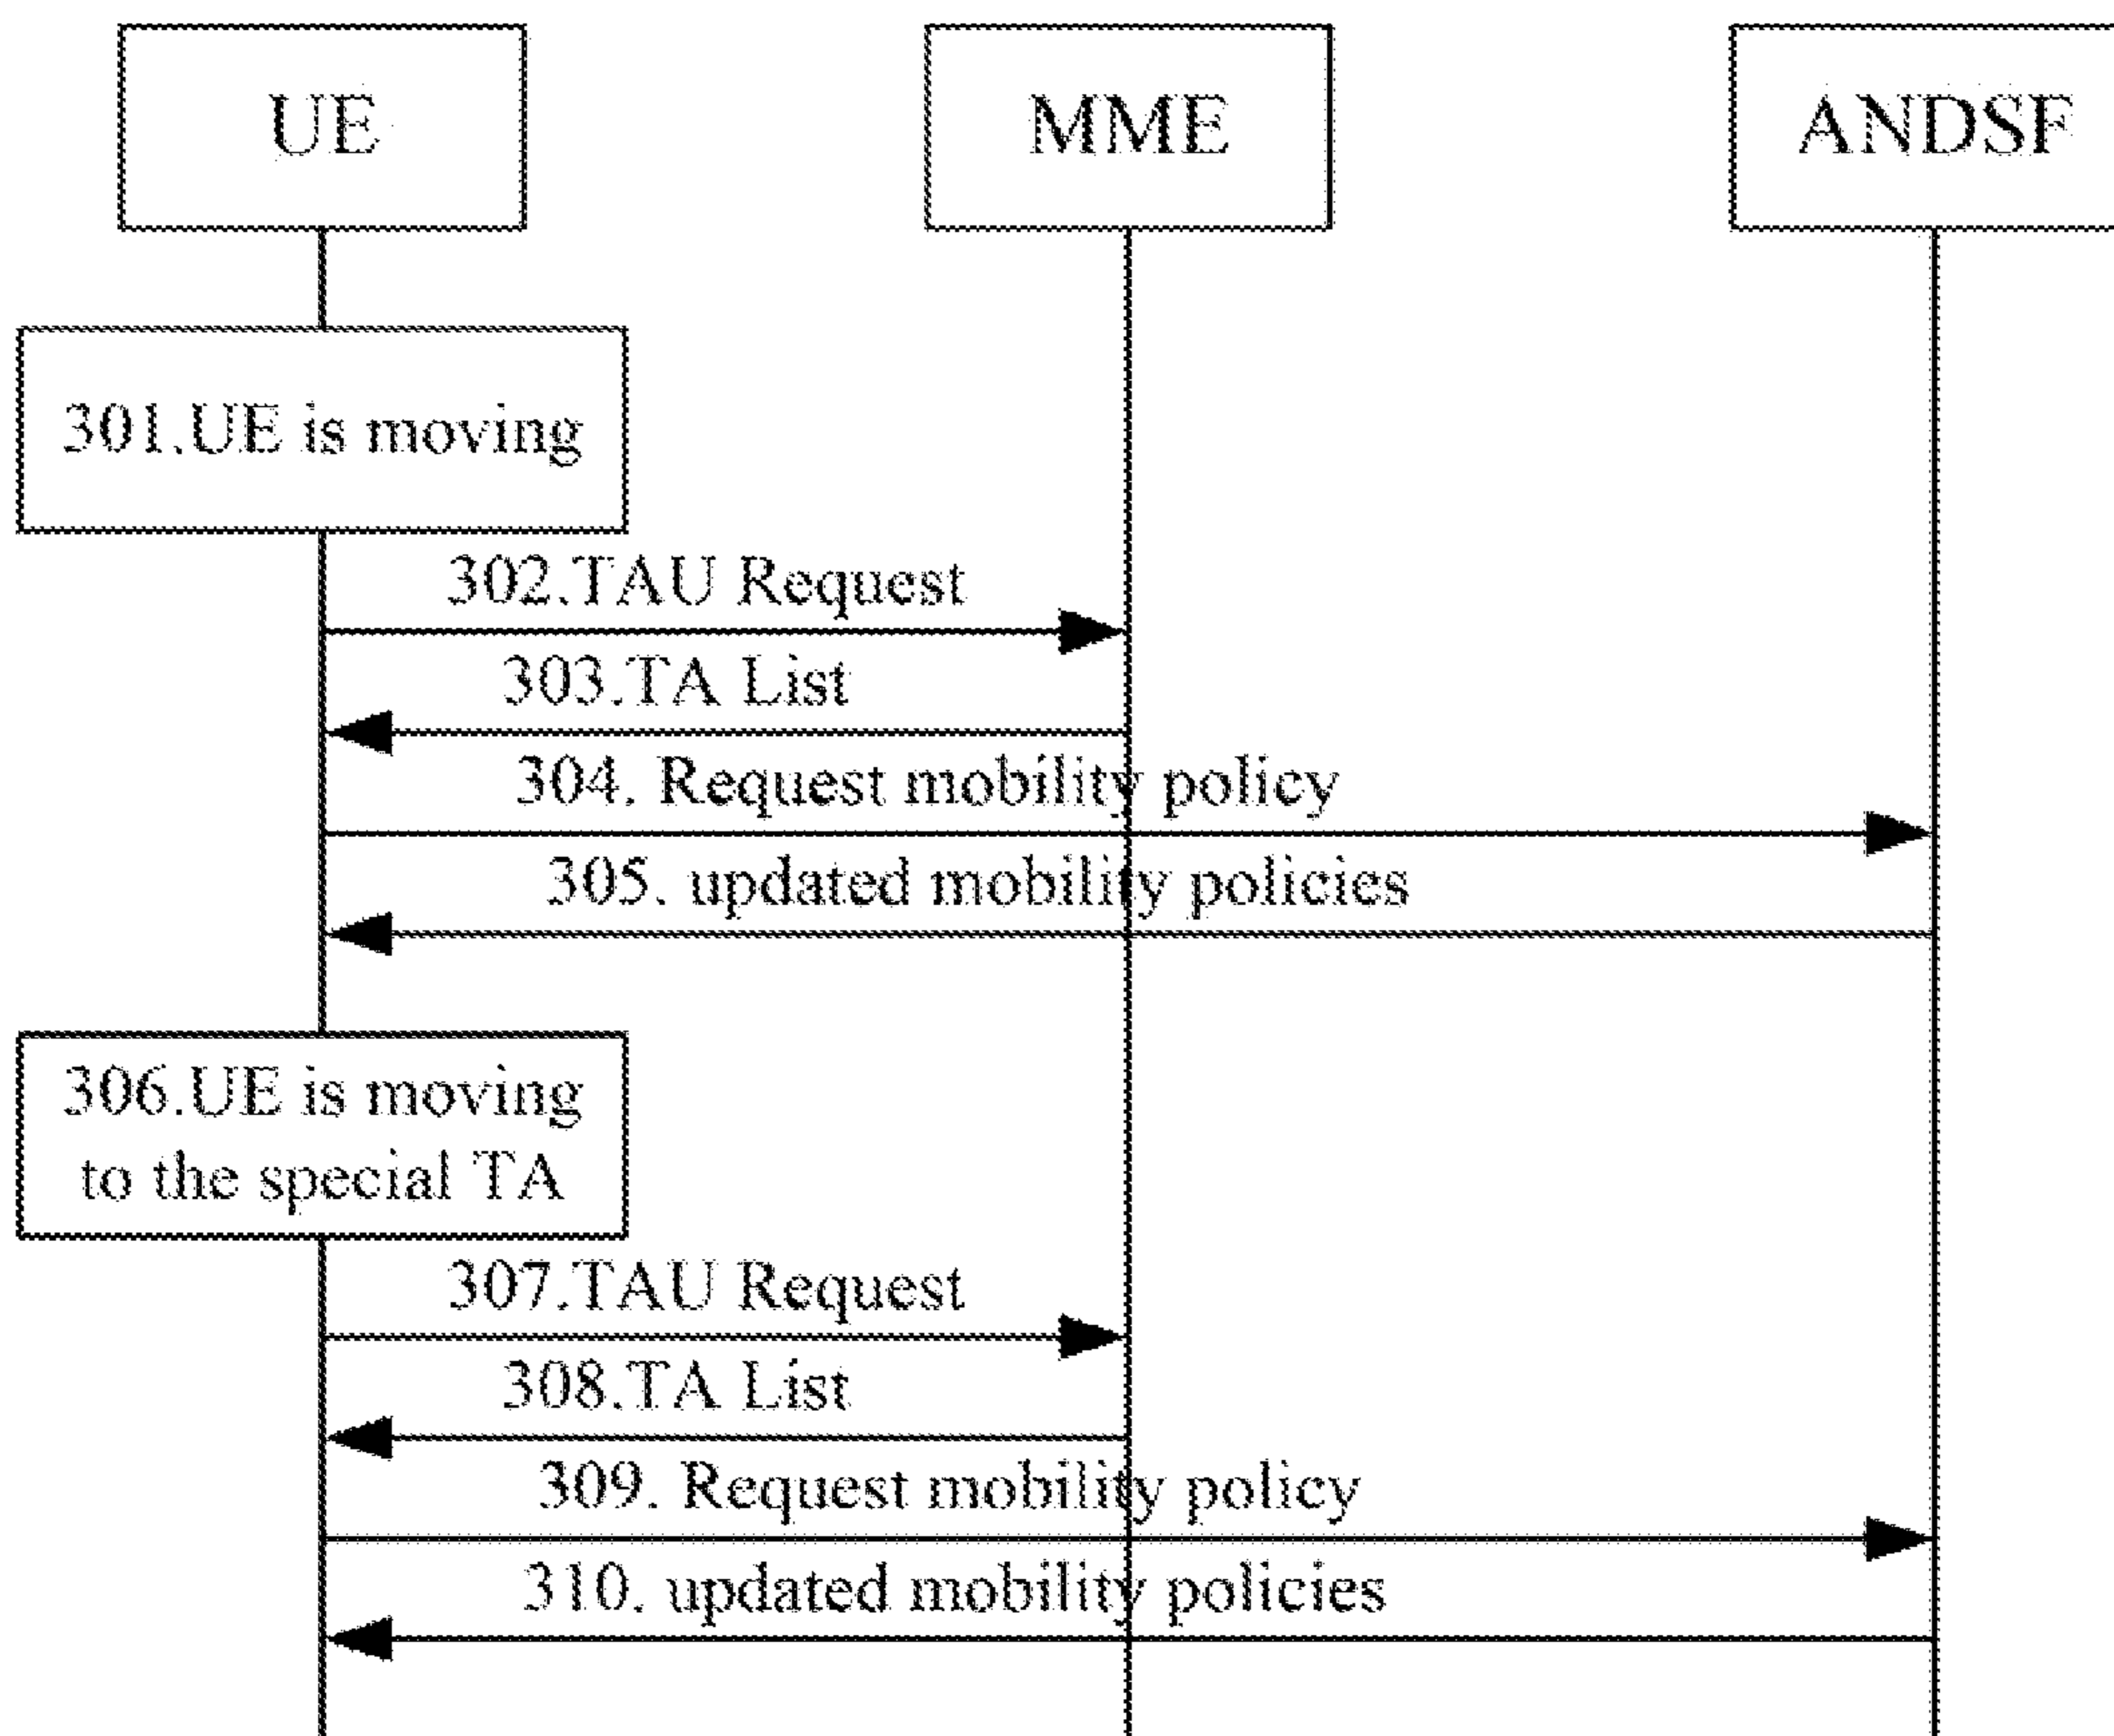 UE
MME
ANDSF
301.UE is moving
302.TAU Request
303.TA List
304. Request mobility policy
305. updated mobility policies
306.UE is moving
to the special TA
307.TAU Request
308.TA List
309. Request mobility policy
310. updated mobility policies